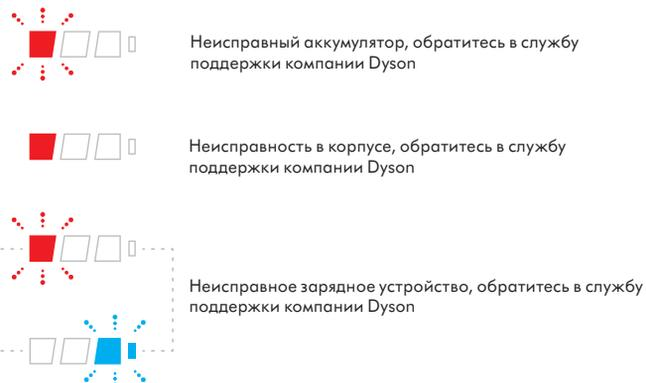 Неисправный аккумулятор, обратитесь в службу
поддержки компании Dyson
Неисправность в корпусе, обратитесь в службу
поддержки компании Dyson
Неисправное зарядное устройство, обратитесь в службу
поддержки компании Dyson